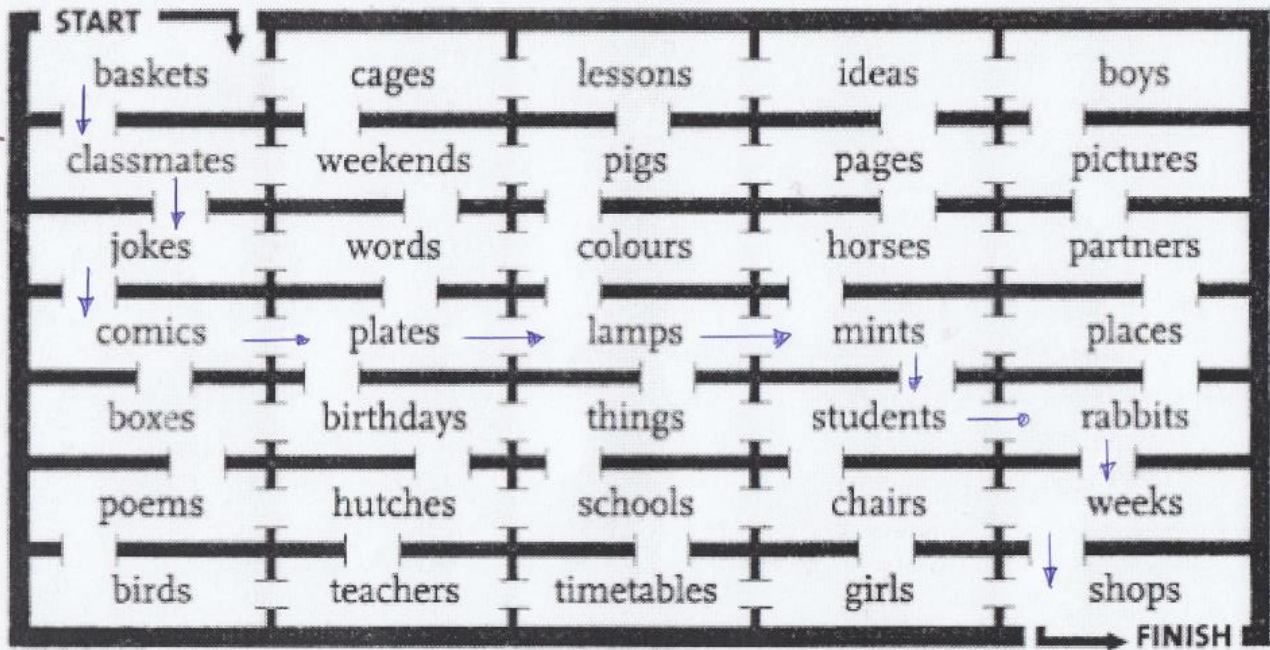 START
baskets cages lessons ideas boys
classmates weekends pigs pages pictures
jokes words colours horses partners
comics plates lamps mints places
boxes birthdays things students rabbits
poems hutches schools chairs weeks
birds teachers timetables girls shops
FINISH